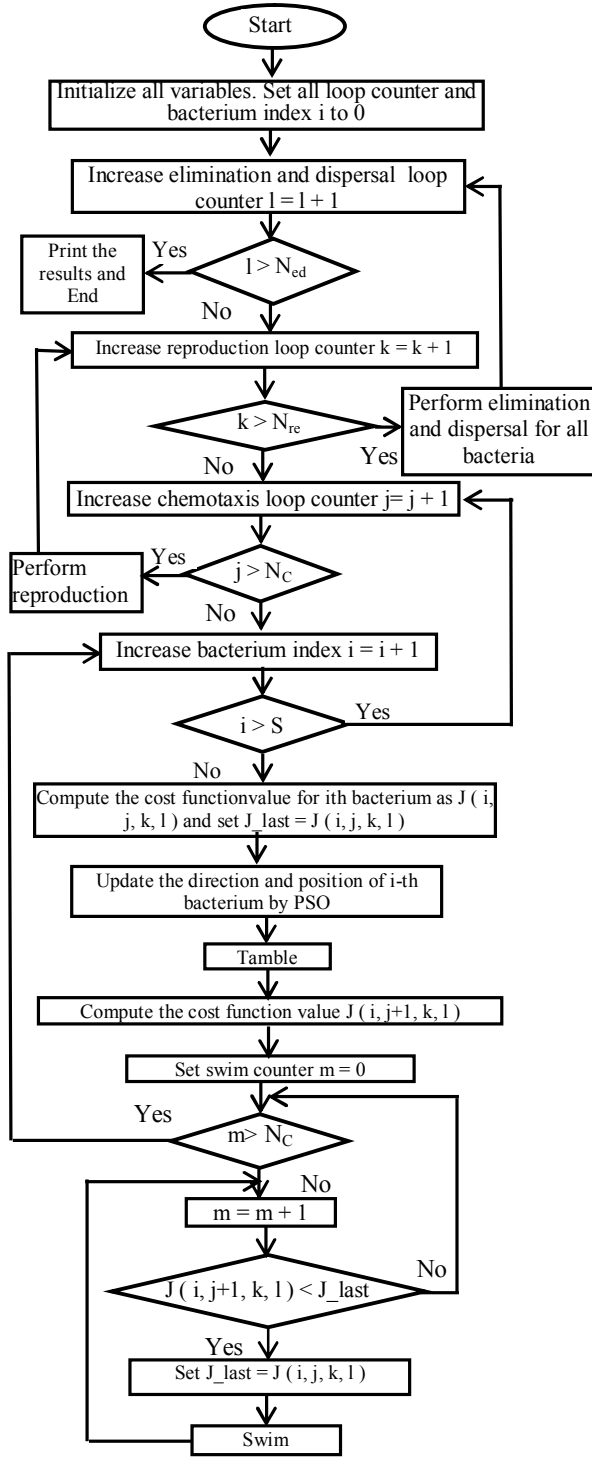 Start
Initialize all variables. Set all loop counter and
bacterium index i to 0
Increase elimination and dispersal loop
counter l = l + 1
Print the
results and
End
Yes
l > Ned
No
Increase reproduction loop counter k = k + 1
k > Nre
Yes
Perform elimination
and dispersal for all
bacteria
No
Increase chemotaxis loop counter j= j + 1
Perform
reproduction
Yes
j > NC
No
Increase bacterium index i = i + 1
i > S
Yes
No
Compute the cost functionvalue for ith bacterium as J ( i,
j, k, l ) and set J_last = J ( i, j, k, l )
Update the direction and position of i-th
bacterium by PSO
Tamble
Compute the cost function value J ( i, j+1, k, l )
Set swim counter m = 0
Yes
m> NC
No
m = m + 1
J ( i, j+1, k, l ) < J_last
No
Yes
Set J_last = J ( i, j, k, l )
Swim